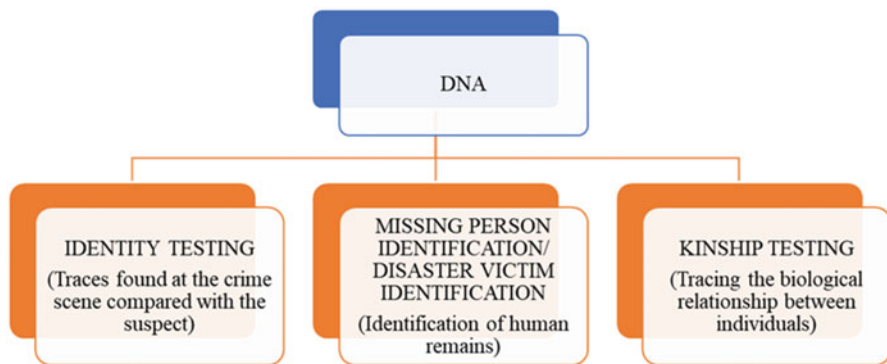 DNA
IDENTITY TESTING
(Traces found at the crime
scene compared with the
suspect)
MISSING PERSON
IDENTIFICATION/
DISASTER VICTIM
IDENTIFICATION
(Identification of human
remains)
KINSHIP TESTING
(Tracing the biological
relationship between
individuals)